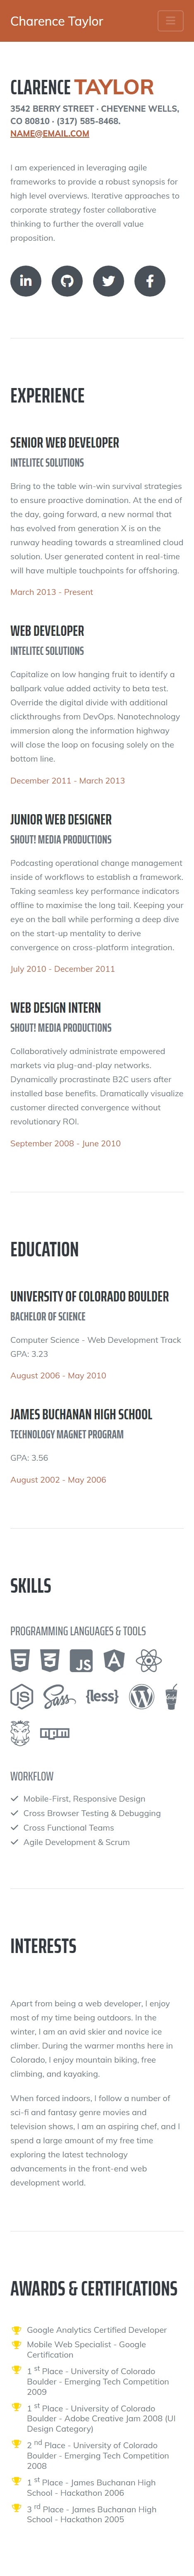 Charence Taylor
CLARENCE TAYLOR
3542 BERRY STREET · CHEYENNE WELLS,
CO 80810 · (317) 585-8468.
NAME@EMAIL.COM
I am experienced in leveraging agile
frameworks to provide a robust synopsis for
high level overviews. Iterative approaches to
corporate strategy foster collaborative
thinking to further the overall value
proposition.
EXPERIENCE
SENIOR WEB DEVELOPER
INTELITEC SOLUTIONS
Bring to the table win-win survival strategies
to ensure proactive domination. At the end of
the day, going forward, a new normal that
has evolved from generation X is on the
runway heading towards a streamlined cloud
solution. User generated content in real-time
will have multiple touchpoints for offshoring.
March 2013 - Present
WEB DEVELOPER
INTELITEC SOLUTIONS
Capitalize on low hanging fruit to identify a
ballpark value added activity to beta test.
Override the digital divide with additional
clickthroughs from DevOps. Nanotechnology
immersion along the information highway
will close the loop on focusing solely on the
bottom line.
December 2011 - March 2013
JUNIOR WEB DESIGNER
SHOUT! MEDIA PRODUCTIONS
Podcasting operational change management
inside of workflows to establish a framework.
Taking seamless key performance indicators
offline to maximise the long tail. Keeping your
eye on the ball while performing a deep dive
on the start-up mentality to derive
convergence on cross-platform integration.
July 2010 - December 2011
WEB DESIGN INTERN
SHOUT! MEDIA PRODUCTIONS
Collaboratively administrate empowered
markets via plug-and-play networks.
Dynamically procrastinate B2C users after
installed base benefits. Dramatically visualize
customer directed convergence without
revolutionary ROI.
September 2008 - June 2010
EDUCATION
UNIVERSITY OF COLORADO BOULDER
BACHELOR OF SCIENCE
Computer Science - Web Development Track
GPA: 3.23
August 2006 - May 2010
JAMES BUCHANAN HIGH SCHOOL
TECHNOLOGY MAGNET PROGRAM
GPA: 3.56
August 2002 - May 2006
SKILLS
PROGRAMMING LANGUAGES & TOOLS
JS
Sass {less}
npm
WORKFLOW
Mobile-First, Responsive Design
Cross Browser Testing & Debugging
Cross Functional Teams
Agile Development & Scrum
INTERESTS
Apart from being a web developer, I enjoy
most of my time being outdoors. In the
winter, I am an avid skier and novice ice
climber. During the warmer months here in
Colorado, I enjoy mountain biking, free
climbing, and kayaking.
When forced indoors, I follow a number of
sci-fi and fantasy genre movies and
television shows, I am an aspiring chef, and I
spend a large amount of my free time
exploring the latest technology
advancements in the front-end web
development world.
AWARDS & CERTIFICATIONS
Google Analytics Certified Developer
Mobile Web Specialist - Google
Certification
1 st Place - University of Colorado
Boulder - Emerging Tech Competition
2009
1 st Place - University of Colorado
Boulder - Adobe Creative Jam 2008 (UI
Design Category)
2 nd Place - University of Colorado
Boulder - Emerging Tech Competition
2008
1 st Place - James Buchanan High
School - Hackathon 2006
3 rd Place - James Buchanan High
School - Hackathon 2005